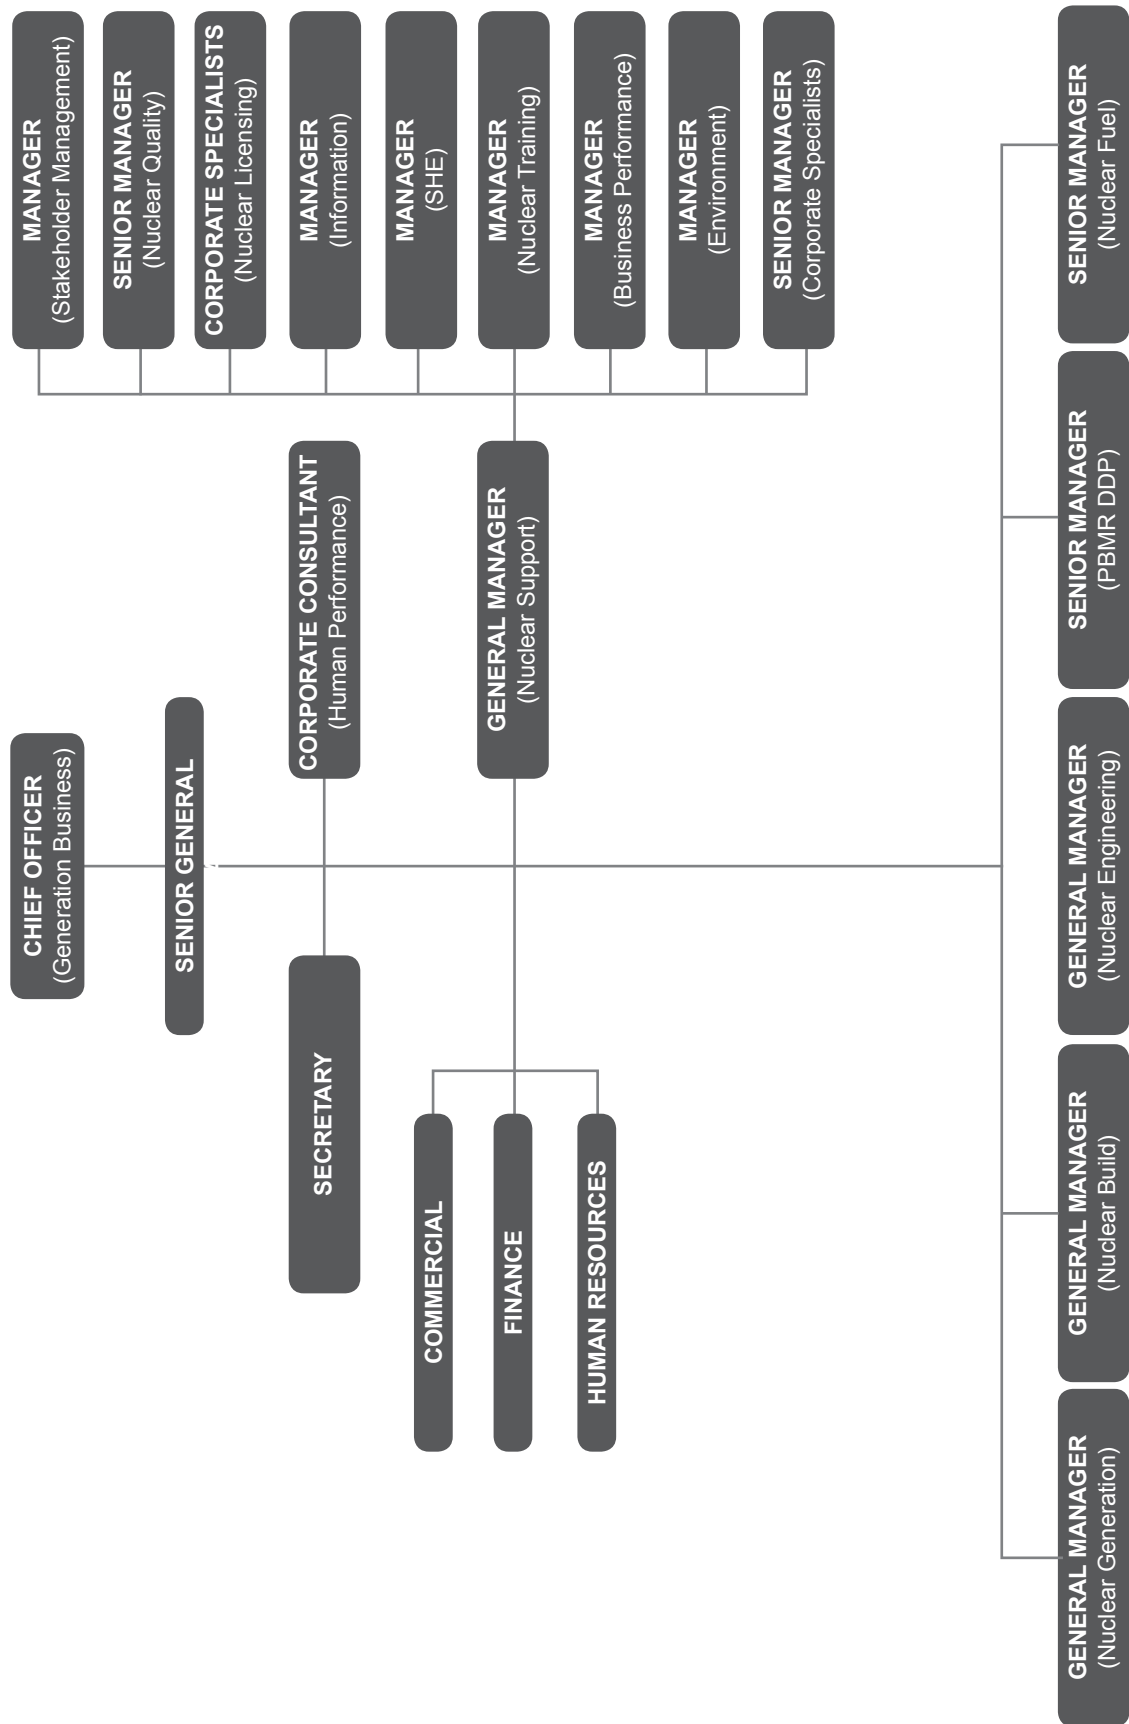 CHIEF OFFICER
(Generation Business)
SENIOR GENERAL
SECRETARY
CORPORATE CONSULTANT
(Human Performance)
COMMERCIAL
FINANCE
HUMAN RESOURCES
GENERAL MANAGER
(Nuclear Support)
MANAGER
(Stakeholder Management)
SENIOR MANAGER
(Nuclear Quality)
CORPORATE SPECIALISTS
(Nuclear Licensing)
MANAGER
(Information)
MANAGER
(SHE)
MANAGER
(Nuclear Training)
MANAGER
(Business Performance)
MANAGER
(Environment)
SENIOR MANAGER
(Corporate Specialists)
GENERAL MANAGER
(Nuclear Generation)
GENERAL MANAGER
(Nuclear Build)
GENERAL MANAGER
(Nuclear Engineering)
SENIOR MANAGER
(PBMR DDP)
SENIOR MANAGER
(Nuclear Fuel)